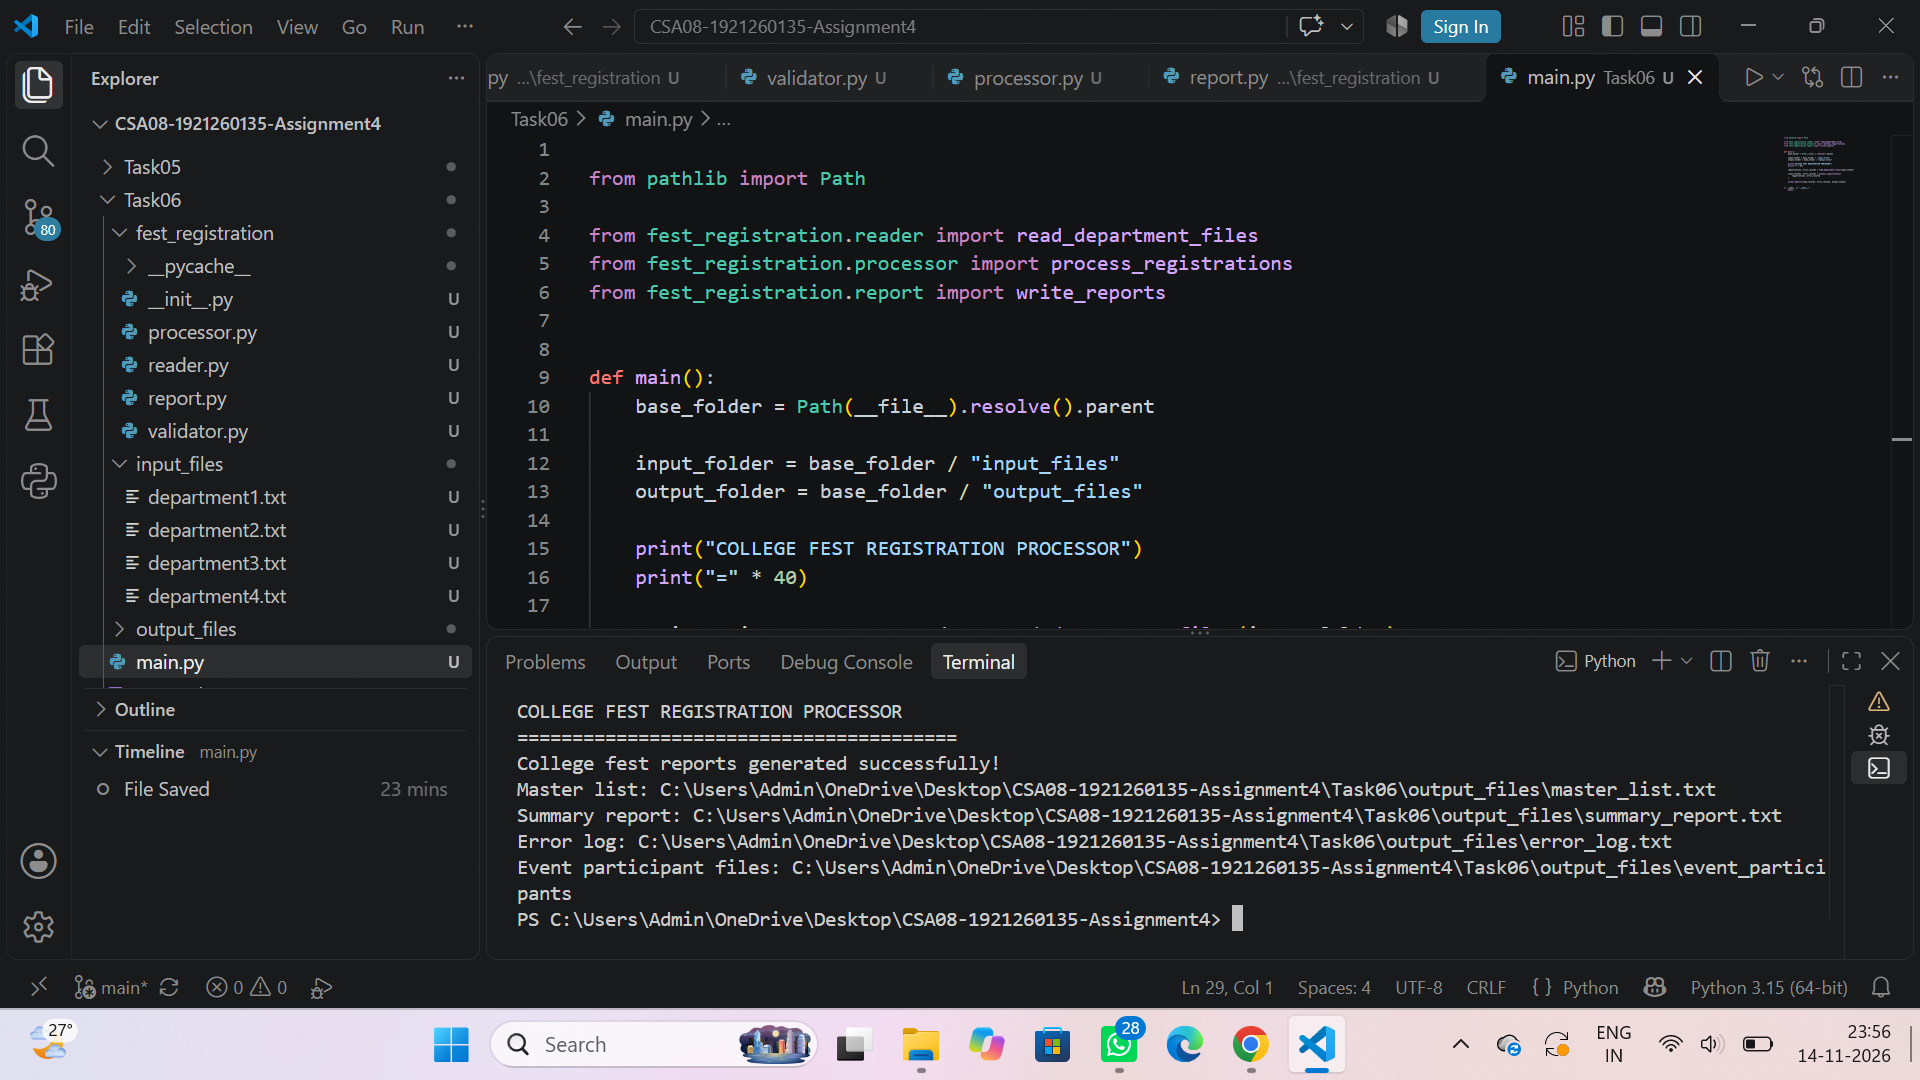 File Edit Selection View Go Run ···
CSA08-1921260135-Assignment4
Sign In
Explorer
CSA08-1921260135-Assignment4
Task05
Task06
fest_registration
__pycache__
__init__.py U
processor.py U
reader.py U
report.py U
validator.py U
input_files
department1.txt U
department2.txt U
department3.txt U
department4.txt U
output_files
main.py U
Outline
Timeline main.py
File Saved 23 mins
80
py ...\fest_registration U
validator.py U
processor.py U
report.py ...\fest_registration U
main.py Task06 U
Task06 > main.py > ...
1
2 from pathlib import Path
3
4 from fest_registration.reader import read_department_files
5 from fest_registration.processor import process_registrations
6 from fest_registration.report import write_reports
7
8
9 def main():
10 base_folder = Path(__file__).resolve().parent
11
12 input_folder = base_folder / "input_files"
13 output_folder = base_folder / "output_files"
14
15 print("COLLEGE FEST REGISTRATION PROCESSOR")
16 print("=" * 40)
17
Problems Output Ports Debug Console Terminal
Python
COLLEGE FEST REGISTRATION PROCESSOR
========================================
College fest reports generated successfully!
Master list: C:\Users\Admin\OneDrive\Desktop\CSA08-1921260135-Assignment4\Task06\output_files\master_list.txt
Summary report: C:\Users\Admin\OneDrive\Desktop\CSA08-1921260135-Assignment4\Task06\output_files\summary_report.txt
Error log: C:\Users\Admin\OneDrive\Desktop\CSA08-1921260135-Assignment4\Task06\output_files\error_log.txt
Event participant files: C:\Users\Admin\OneDrive\Desktop\CSA08-1921260135-Assignment4\Task06\output_files\event_partici
pants
PS C:\Users\Admin\OneDrive\Desktop\CSA08-1921260135-Assignment4>
main* 0 0
Ln 29, Col 1 Spaces: 4 UTF-8 CRLF { } Python Python 3.15 (64-bit)
27°
Search
28
ENG
IN
23:56
14-11-2026